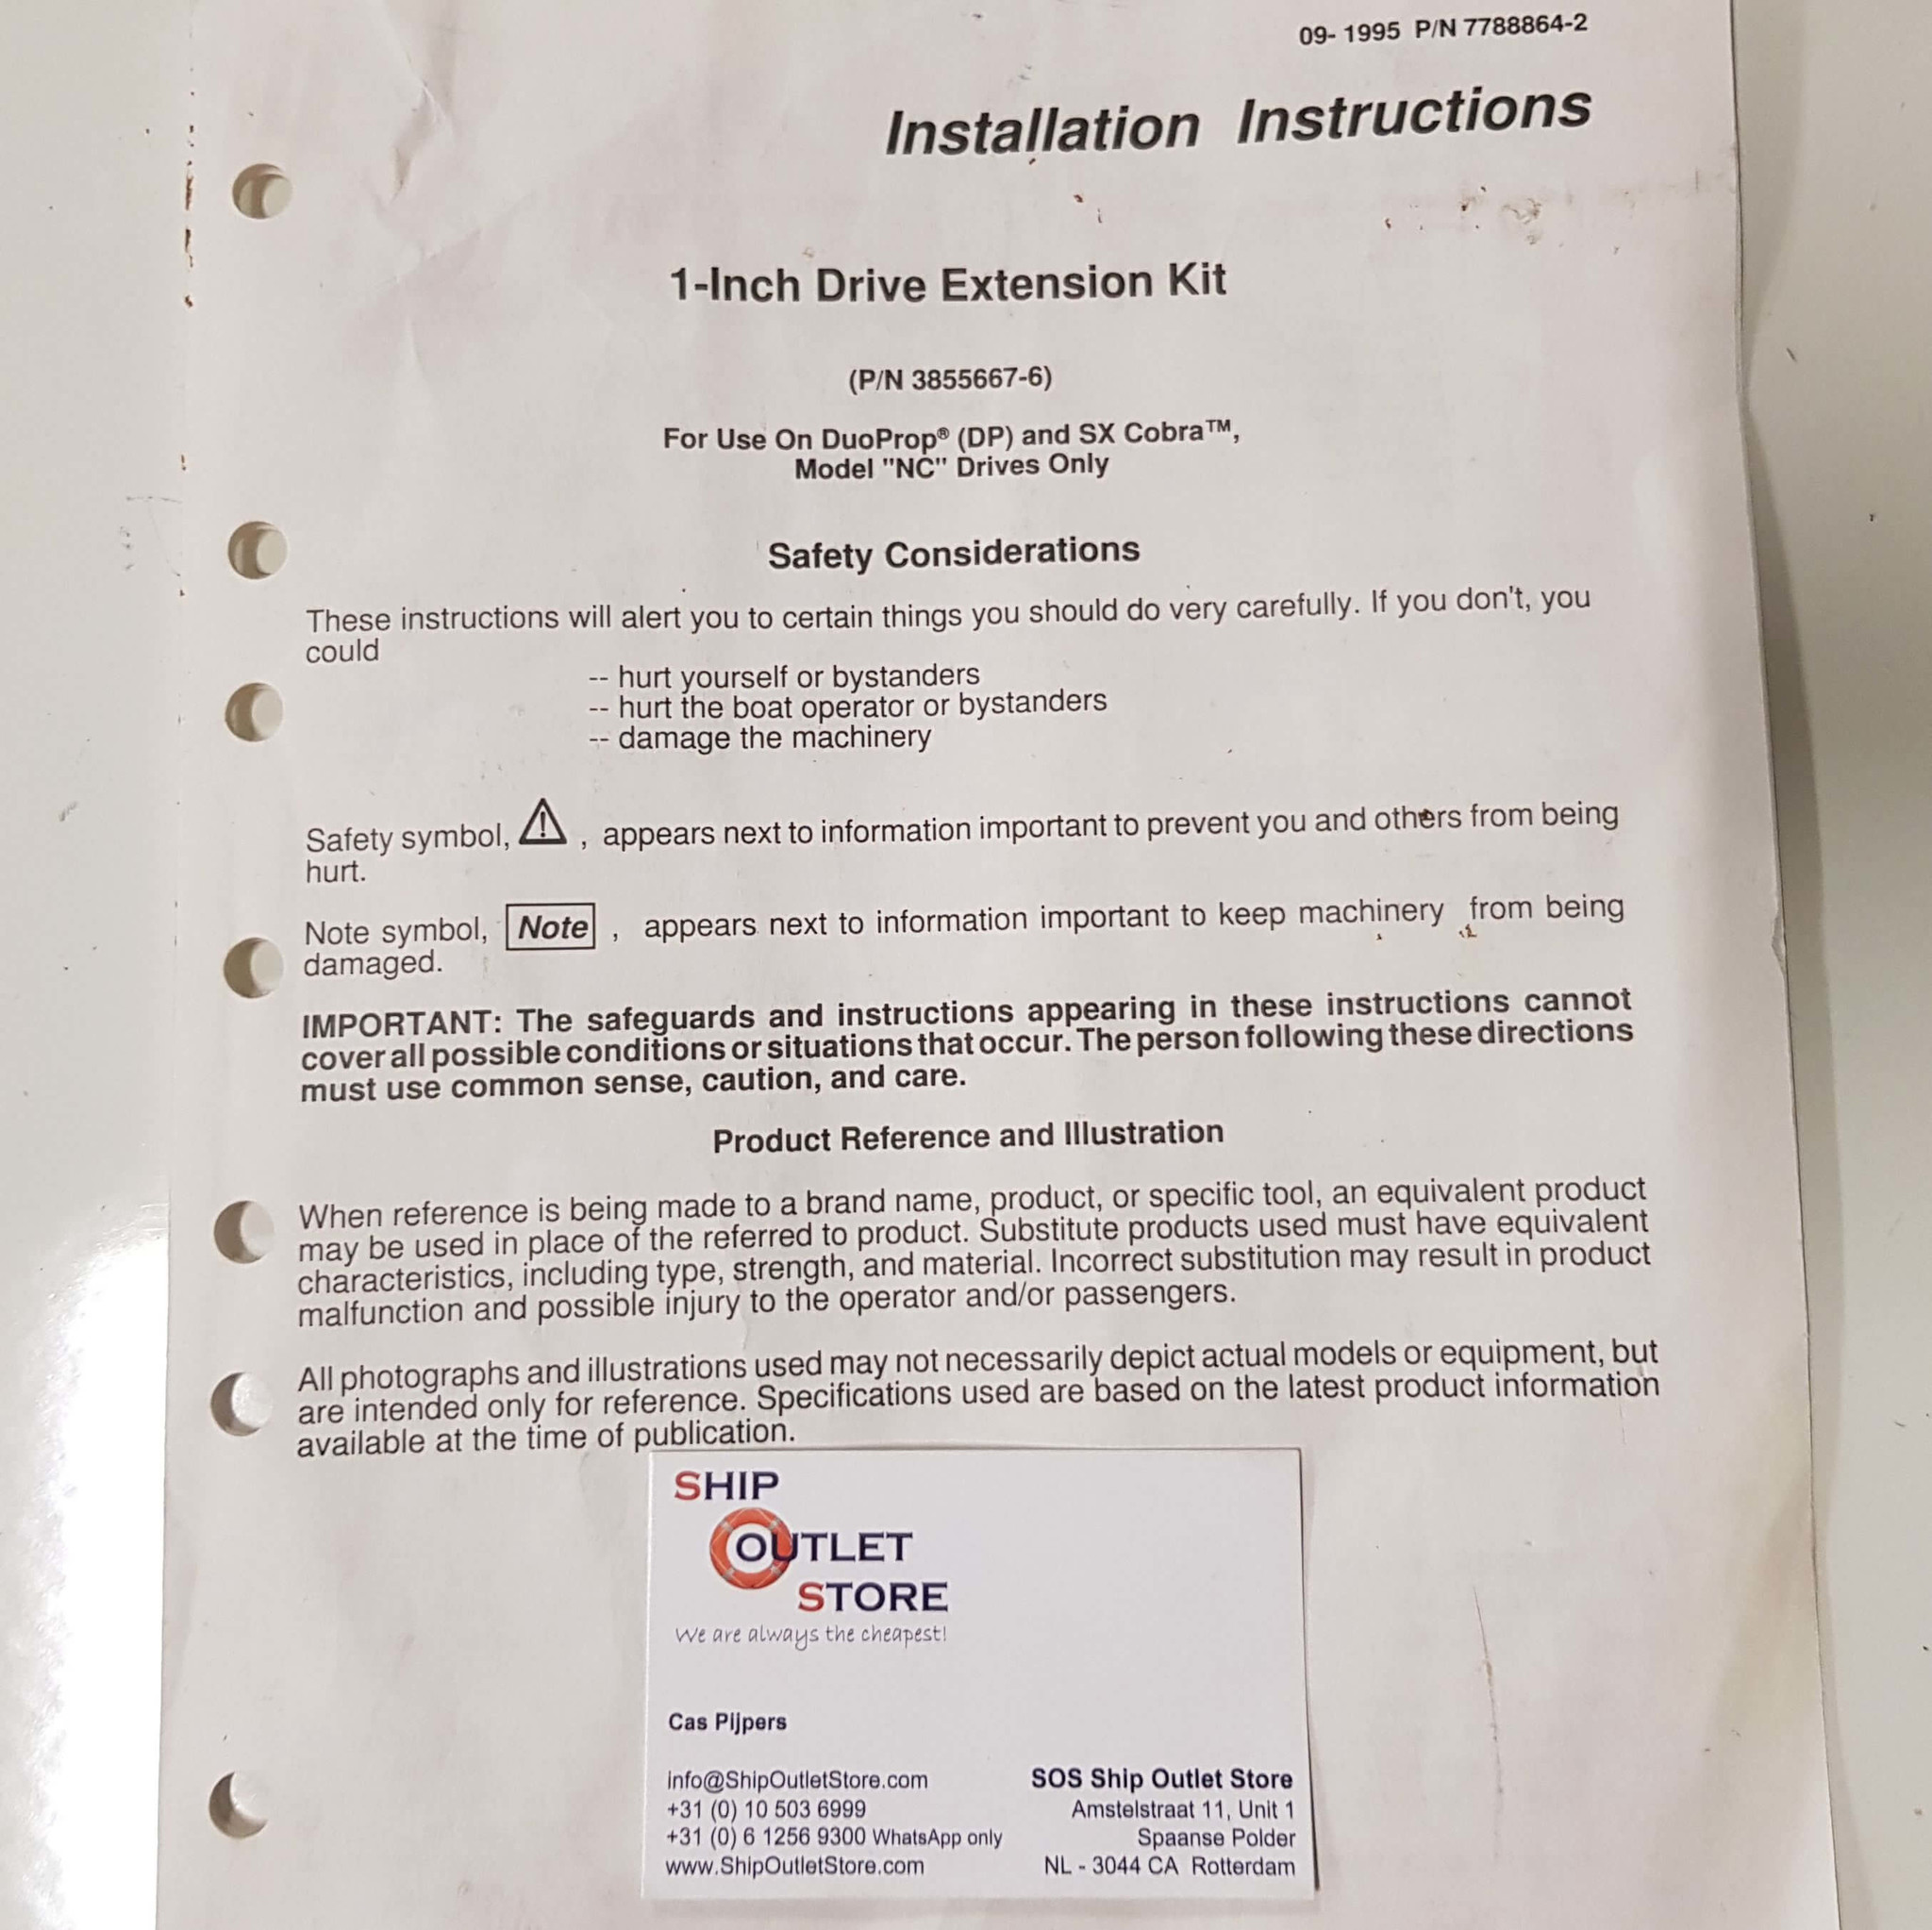 09- 1995 P/N 7788864-2
Installation Instructions
1-Inch Drive Extension Kit
(P/N 3855667-6)
For Use On DuoProp® (DP) and SX Cobra™,
Model "NC" Drives Only
Safety Considerations
These instructions will alert you to certain things you should do very carefully. If you don't, you
could
-- hurt yourself or bystanders
-- hurt the boat operator or bystanders
-- damage the machinery
Safety symbol, ⚠ , appears next to information important to prevent you and others from being
hurt.
Note symbol, Note , appears next to information important to keep machinery from being
damaged.
IMPORTANT: The safeguards and instructions appearing in these instructions cannot
cover all possible conditions or situations that occur. The person following these directions
must use common sense, caution, and care.
Product Reference and Illustration
When reference is being made to a brand name, product, or specific tool, an equivalent product
may be used in place of the referred to product. Substitute products used must have equivalent
characteristics, including type, strength, and material. Incorrect substitution may result in product
malfunction and possible injury to the operator and/or passengers.
All photographs and illustrations used may not necessarily depict actual models or equipment, but
are intended only for reference. Specifications used are based on the latest product information
available at the time of publication.
SHIP
OUTLET
STORE
We are always the cheapest!
Cas Pijpers
info@ShipOutletStore.com
+31 (0) 10 503 6999
+31 (0) 6 1256 9300 WhatsApp only
www.ShipOutletStore.com
SOS Ship Outlet Store
Amstelstraat 11, Unit 1
Spaanse Polder
NL - 3044 CA Rotterdam